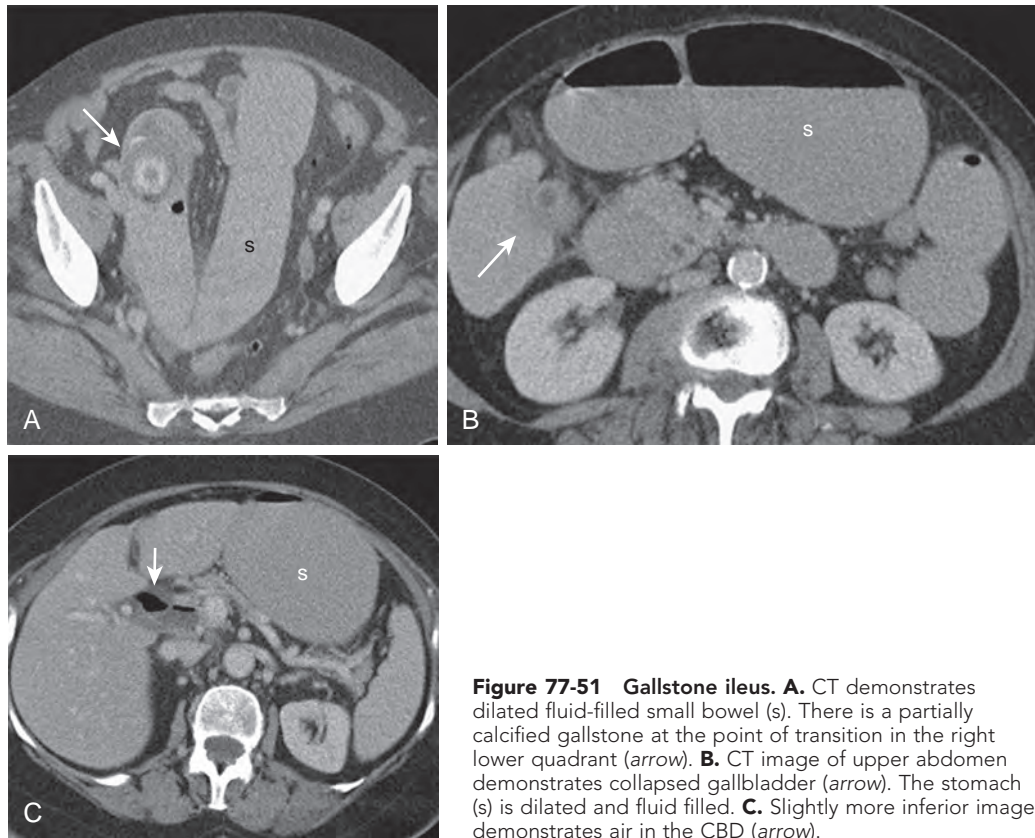 s
A
s
B
s
C
Figure 77-51 Gallstone ileus. A. CT demonstrates
dilated fluid-filled small bowel (s). There is a partially
calcified gallstone at the point of transition in the right
lower quadrant (arrow). B. CT image of upper abdomen
demonstrates collapsed gallbladder (arrow). The stomach
(s) is dilated and fluid filled. C. Slightly more inferior image
demonstrates air in the CBD (arrow).